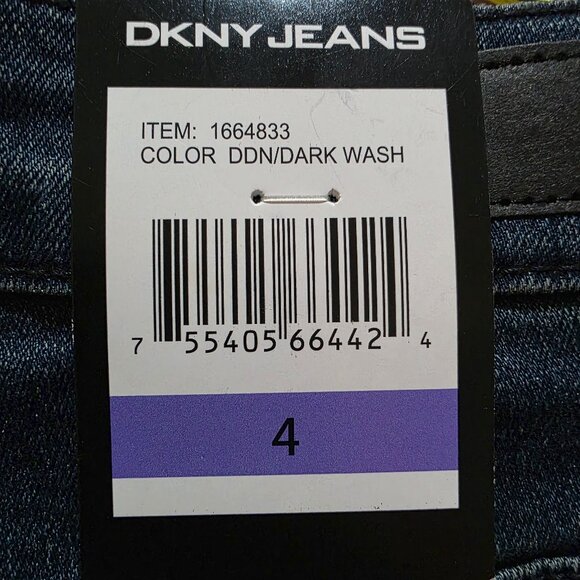 DKNY JEANS
ITEM: 1664833
COLOR DDN/DARK WASH
7 55405 66442 4
4